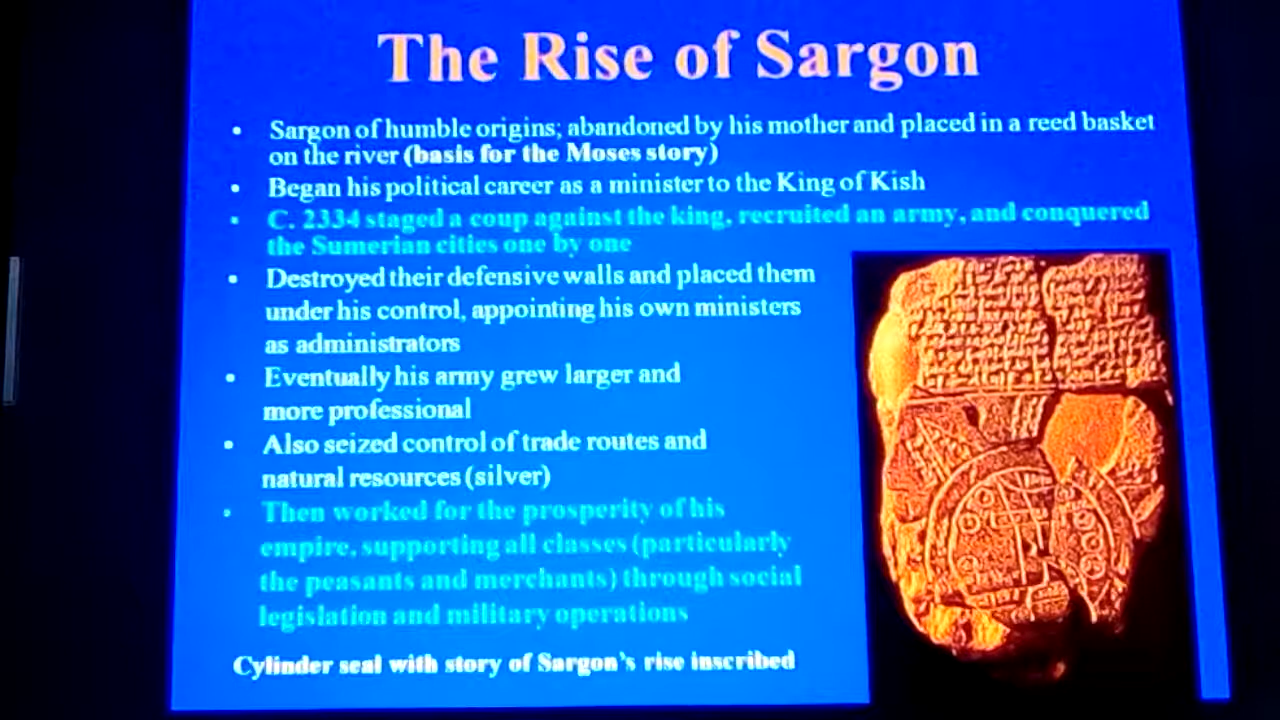 The Rise of Sargon
• Sargon of humble origins; abandoned by his mother and placed in a reed basket
on the river (basis for the Moses story)
• Began his political career as a minister to the King of Kish
• C. 2334 staged a coup against the king, recruited an army, and conquered
the Sumerian cities one by one
• Destroyed their defensive walls and placed them
under his control, appointing his own ministers
as administrators
• Eventually his army grew larger and
more professional
• Also seized control of trade routes and
natural resources (silver)
• Then worked for the prosperity of his
empire, supporting all classes (particularly
the peasants and merchants) through social
legislation and military operations
Cylinder seal with story of Sargon's rise inscribed